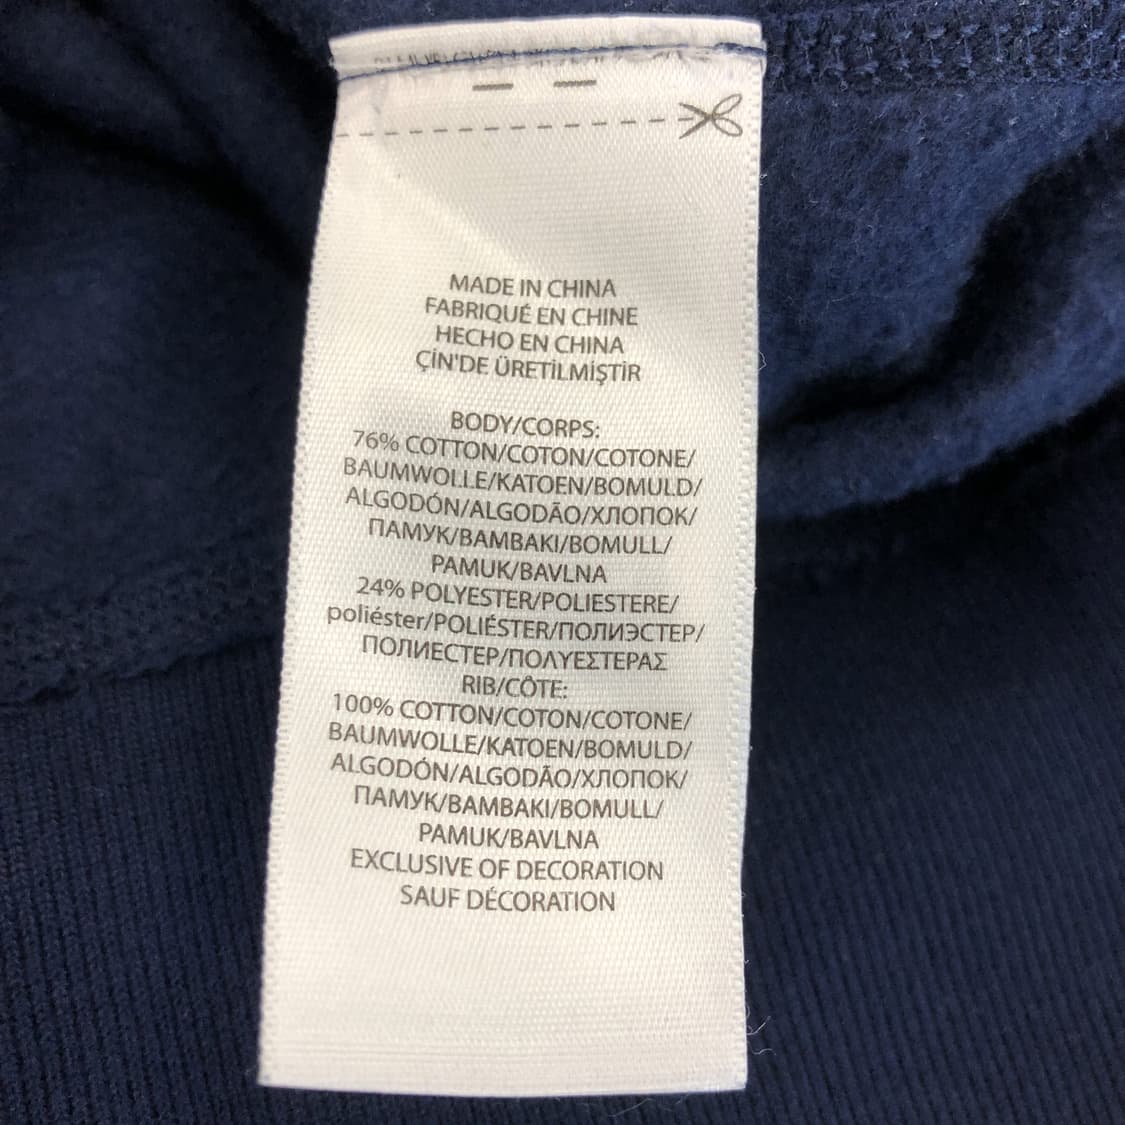 MADE IN CHINA
FABRIQUÉ EN CHINE
HECHO EN CHINA
ÇİN'DE ÜRETİLMİŞTİR
BODY/CORPS:
76% COTTON/COTON/COTONE/
BAUMWOLLE/KATOEN/BOMULD/
ALGODÓN/ALGODÃO/ХЛОПОК/
ПАМУК/BAMBAKI/BOMULL/
PAMUK/BAVLNA
24% POLYESTER/POLIESTERE/
poliéster/POLIÉSTER/ПОЛИЭСТЕР/
ПОЛИЕСТЕР/ΠΟΛΥΕΣΤΕΡΑΣ
RIB/CÔTE:
100% COTTON/COTON/COTONE/
BAUMWOLLE/KATOEN/BOMULD/
ALGODÓN/ALGODÃO/ХЛОПОК/
ПАМУК/BAMBAKI/BOMULL/
PAMUK/BAVLNA
EXCLUSIVE OF DECORATION
SAUF DÉCORATION